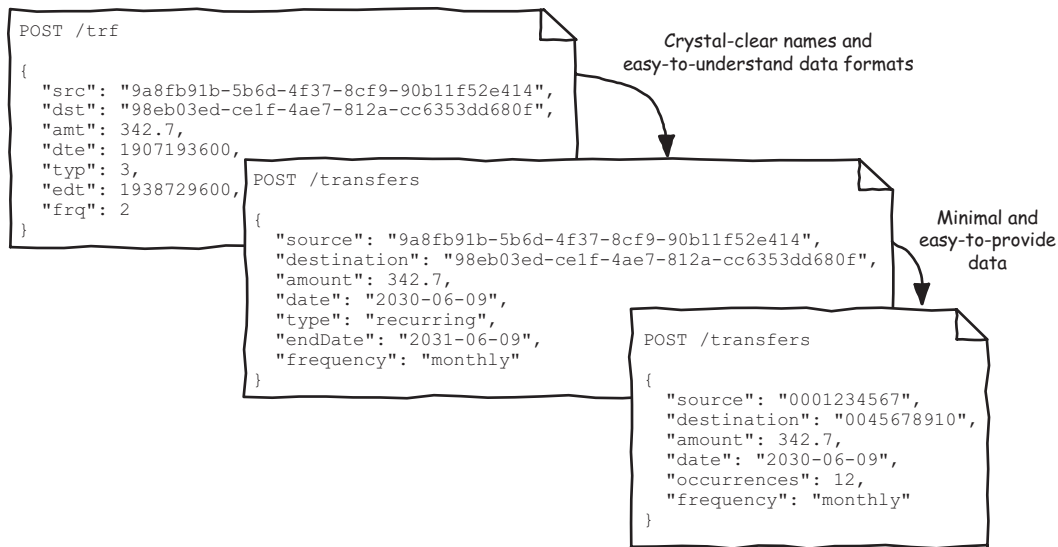 POST /trf
{
"src": "9a8fb91b-5b6d-4f37-8cf9-90b11f52e414",
"dst": "98eb03ed-ce1f-4ae7-812a-cc6353dd680f",
"amt": 342.7,
"dte": 1907193600,
"typ": 3,
"edt": 1938729600,
"frq": 2
}
Crystal-clear names and
easy-to-understand data formats
POST /transfers
{
"source": "9a8fb91b-5b6d-4f37-8cf9-90b11f52e414",
"destination": "98eb03ed-ce1f-4ae7-812a-cc6353dd680f",
"amount": 342.7,
"date": "2030-06-09",
"type": "recurring",
"endDate": "2031-06-09",
"frequency": "monthly"
}
Minimal and
easy-to-provide
data
POST /transfers
{
"source": "0001234567",
"destination": "0045678910",
"amount": 342.7,
"date": "2030-06-09",
"occurrences": 12,
"frequency": "monthly"
}